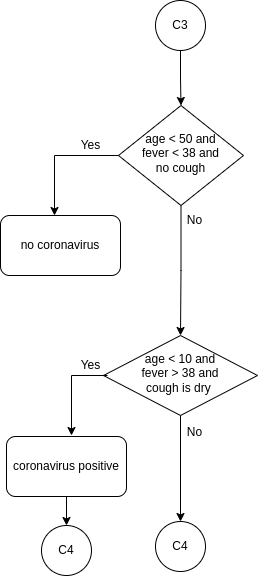 C3
age < 50 and
fever < 38 and
no cough
Yes
No
no coronavirus
age < 10 and
fever > 38 and
cough is dry
Yes
No
coronavirus positive
C4
C4